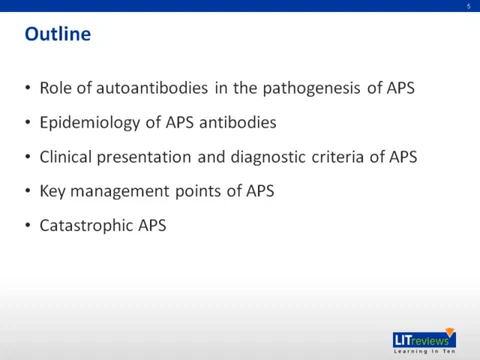 5
Outline
• Role of autoantibodies in the pathogenesis of APS
• Epidemiology of APS antibodies
• Clinical presentation and diagnostic criteria of APS
• Key management points of APS
• Catastrophic APS
LITreviews
Learning In Ten